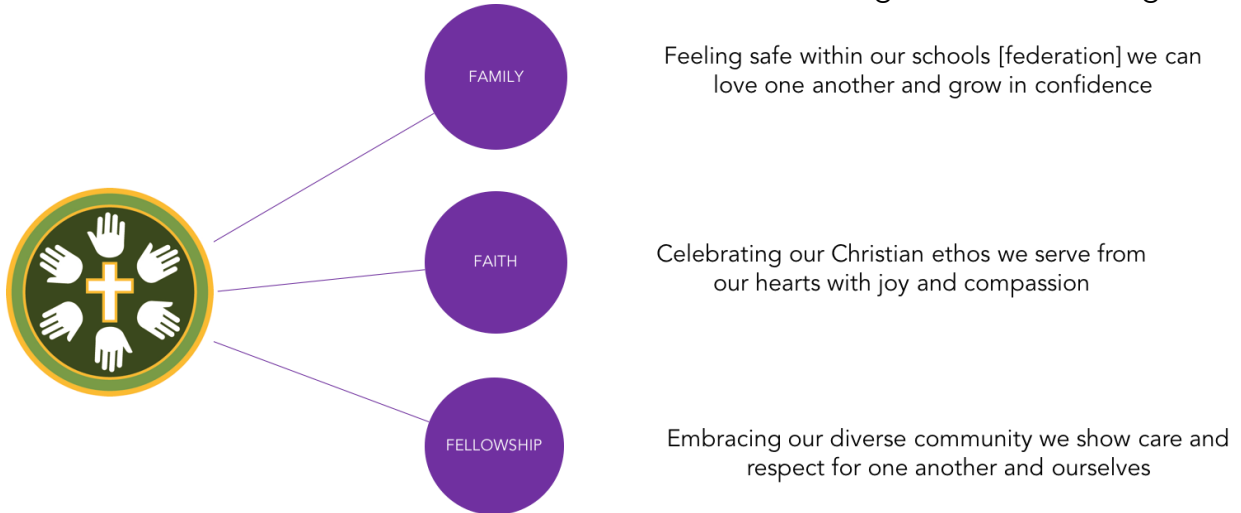 FAMILY
Feeling safe within our schools [federation] we can
love one another and grow in confidence
FAITH
Celebrating our Christian ethos we serve from
our hearts with joy and compassion
FELLOWSHIP
Embracing our diverse community we show care and
respect for one another and ourselves